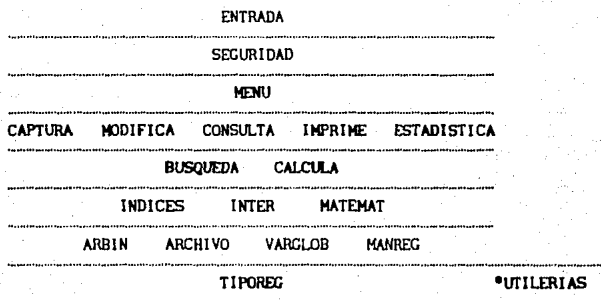 ENTRADA
SEGURIDAD
MENU
CAPTURA MODIFICA CONSULTA IMPRIME ESTADISTICA
BUSQUEDA CALCULA
INDICES INTER MATEMAT
ARBIN ARCHIVO VARGLOB MANREG
TIPOREG *UTILERIAS